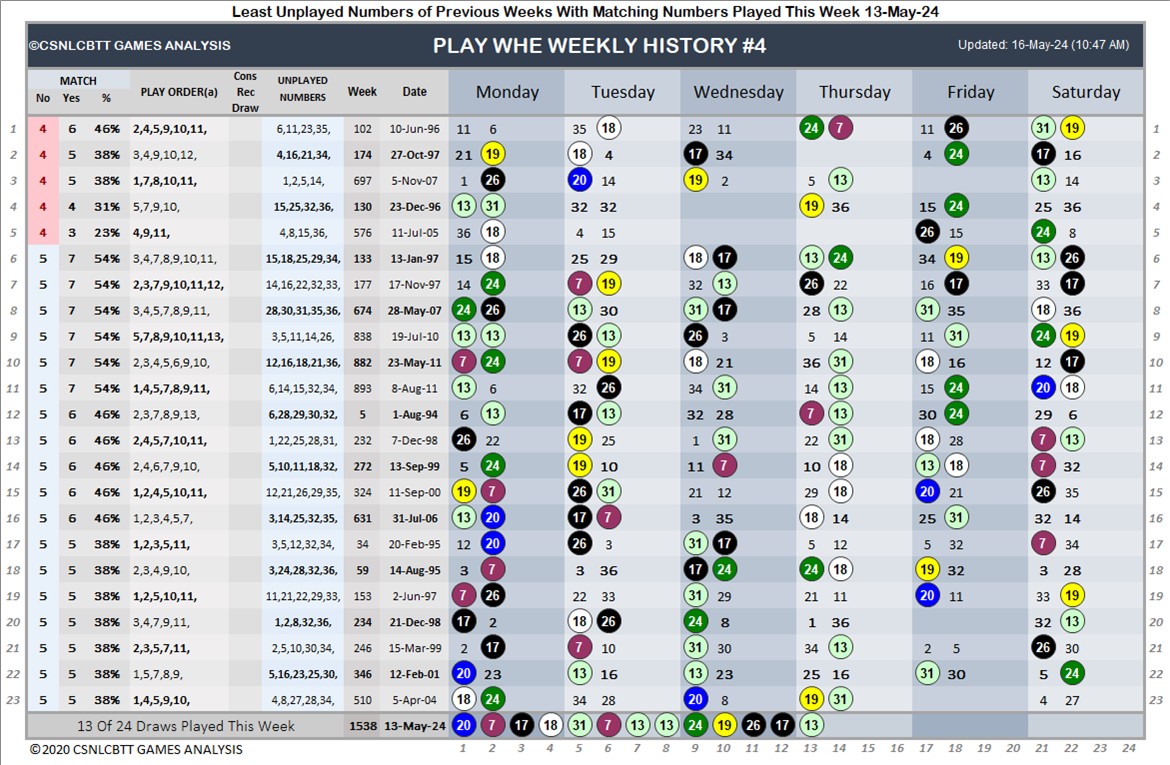 Least Unplayed Numbers of Previous Weeks With Matching Numbers Played This Week 13-May-24
©CSNLCBTT GAMES ANALYSIS PLAY WHE WEEKLY HISTORY #4 Updated: 16-May-24 (10:47 AM)
MATCH No Yes % PLAY ORDER(a) Cons Rec Draw UNPLAYED NUMBERS Week Date Monday Tuesday Wednesday Thursday Friday Saturday
1 4 6 46% 2,4,5,9,10,11, 6,11,23,35, 102 10-Jun-96 11 6 35 18 23 11 24 7 11 26 31 19 1
2 4 5 38% 3,4,9,10,12, 4,16,21,34, 174 27-Oct-97 21 19 18 4 17 34 4 24 17 16 2
3 4 5 38% 1,7,8,10,11, 1,2,5,14, 697 5-Nov-07 1 26 20 14 19 2 5 13 13 14 3
4 4 4 31% 5,7,9,10, 15,25,32,36, 130 23-Dec-96 13 31 32 32 19 36 15 24 25 36 4
5 4 3 23% 4,9,11, 4,8,15,36, 576 11-Jul-05 36 18 4 15 26 15 24 8 5
6 5 7 54% 3,4,7,8,9,10,11, 15,18,25,29,34, 133 13-Jan-97 15 18 25 29 18 17 13 24 34 19 13 26 6
7 5 7 54% 2,3,7,9,10,11,12, 14,16,22,32,33, 177 17-Nov-97 14 24 7 19 32 13 26 22 16 17 33 17 7
8 5 7 54% 3,4,5,7,8,9,11, 28,30,31,35,36, 674 28-May-07 24 26 13 30 31 17 28 13 31 35 18 36 8
9 5 7 54% 5,7,8,9,10,11,13, 3,5,11,14,26, 838 19-Jul-10 13 13 26 13 26 3 5 14 11 31 24 19 9
10 5 7 54% 2,3,4,5,6,9,10, 12,16,18,21,36, 882 23-May-11 7 24 7 19 18 21 36 31 18 16 12 17 10
11 5 7 54% 1,4,5,7,8,9,11, 6,14,15,32,34, 893 8-Aug-11 13 6 32 26 34 31 14 13 15 24 20 18 11
12 5 6 46% 2,3,7,8,9,13, 6,28,29,30,32, 5 1-Aug-94 6 13 17 13 32 28 7 13 30 24 29 6 12
13 5 6 46% 2,4,5,7,10,11, 1,22,25,28,31, 232 7-Dec-98 26 22 19 25 1 31 22 31 18 28 7 13 13
14 5 6 46% 2,4,6,7,9,10, 5,10,11,18,32, 272 13-Sep-99 5 24 19 10 11 7 10 18 13 18 7 32 14
15 5 6 46% 1,2,4,5,10,11, 12,21,26,29,35, 324 11-Sep-00 19 7 26 31 21 12 29 18 20 21 26 35 15
16 5 6 46% 1,2,3,4,5,7, 3,14,25,32,35, 631 31-Jul-06 13 20 17 7 3 35 18 14 25 31 32 14 16
17 5 5 38% 1,2,3,5,11, 3,5,12,32,34, 34 20-Feb-95 12 20 26 3 31 17 5 12 5 32 7 34 17
18 5 5 38% 2,3,4,9,10, 3,24,28,32,36, 59 14-Aug-95 3 7 3 36 17 24 24 18 19 32 3 28 18
19 5 5 38% 1,2,5,10,11, 11,21,22,29,33, 153 2-Jun-97 7 26 22 33 31 29 21 11 20 11 33 19 19
20 5 5 38% 3,4,7,9,11, 1,2,8,32,36, 234 21-Dec-98 17 2 18 26 24 8 1 36 32 13 20
21 5 5 38% 2,3,5,7,11, 2,5,10,30,34, 246 15-Mar-99 2 17 7 10 31 30 34 13 2 5 26 30 21
22 5 5 38% 1,5,7,8,9, 5,16,23,25,30, 346 12-Feb-01 20 23 13 16 13 23 25 16 31 30 5 24 22
23 5 5 38% 1,4,5,9,10, 4,8,27,28,34, 510 5-Apr-04 18 24 34 28 20 8 19 31 4 27 23
13 Of 24 Draws Played This Week 1538 13-May-24 20 7 17 18 31 7 13 13 24 19 26 17 13
© 2020 CSNLCBTT GAMES ANALYSIS 1 2 3 4 5 6 7 8 9 10 11 12 13 14 15 16 17 18 19 20 21 22 23 24